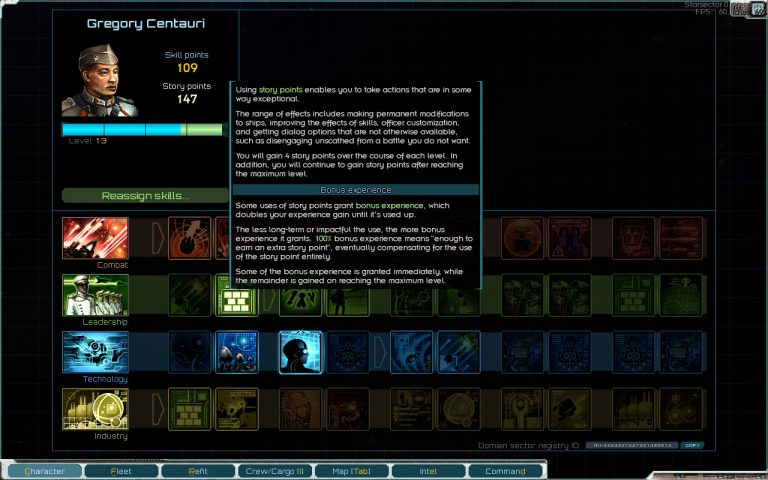 Starsector 0.
FPS 60
Gregory Centauri
Skill points
109
Story points
147
Level 13
Using story points enables you to take actions that are in some
way exceptional.
The range of effects includes making permanent modifications
to ships, improving the effects of skills, officer customization,
and getting dialog options that are not otherwise available,
such as disengaging unscathed from a battle you do not want.
You will gain 4 story points over the course of each level. In
addition, you will continue to gain story points after reaching
the maximum level.
Bonus experience
Some uses of story points grant bonus experience, which
doubles your experience gain until it's used up.
The less long-term or impactful the use, the more bonus
experience it grants. 100% bonus experience means "enough to
earn an extra story point", eventually compensating for the use
of the story point entirely.
Some of the bonus experience is granted immediately, while
the remainder is gained on reaching the maximum level.
Reassign skills...
Combat
Leadership
Technology
Industry
Domain sector registry ID:
COPY
Character
Fleet
Refit
Crew/Cargo [I]
Map [Tab]
Intel
Command